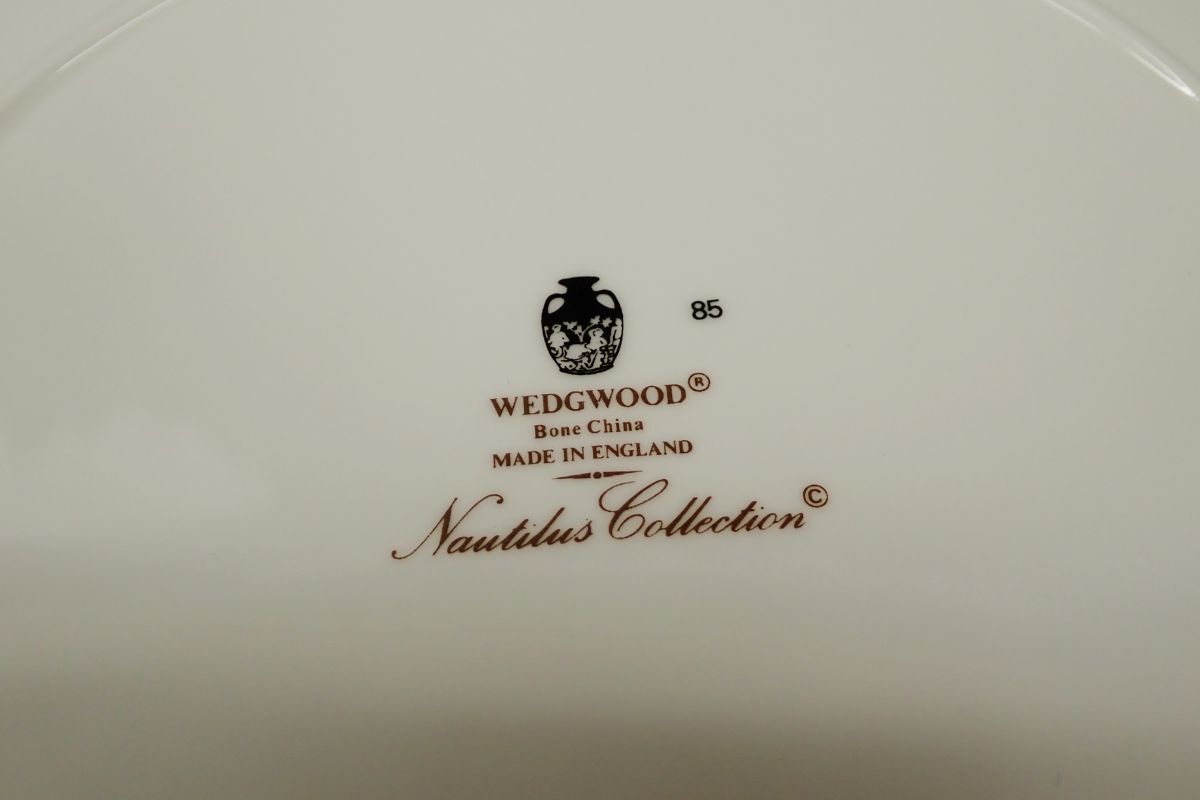 85
WEDGWOOD®
Bone China
MADE IN ENGLAND
Nautilus Collection©